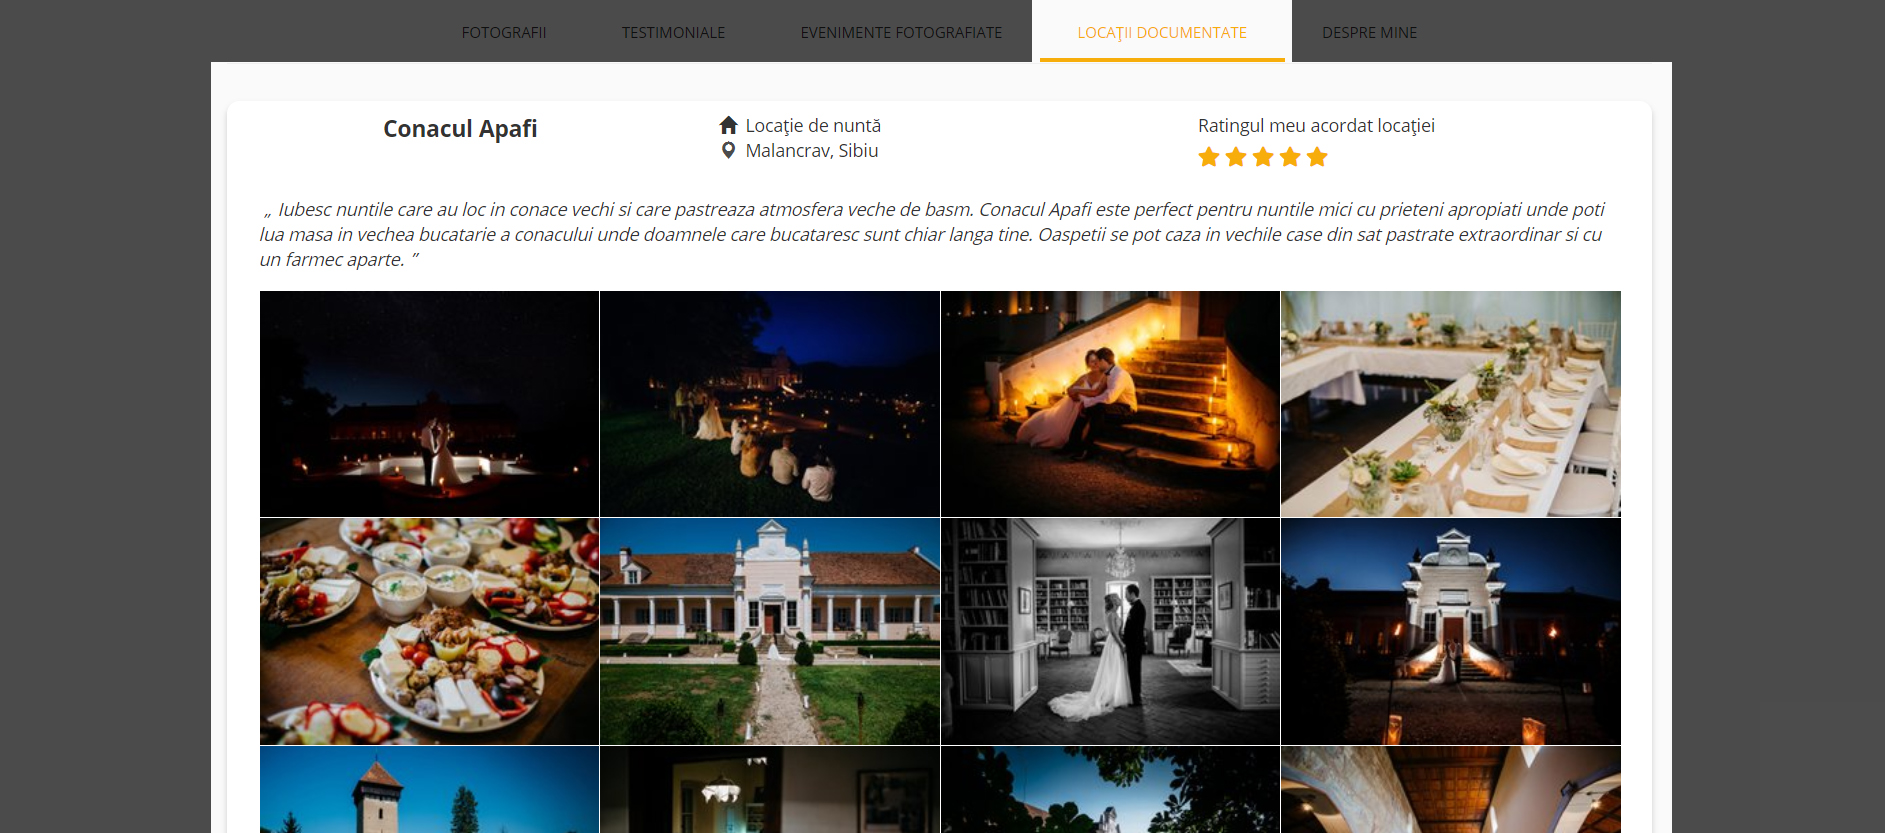 FOTOGRAFII TESTIMONIALE EVENIMENTE FOTOGRAFIATE LOCAȚII DOCUMENTATE DESPRE MINE
Conacul Apafi
Locație de nuntă
Malancrav, Sibiu
Ratingul meu acordat locației
„ Iubesc nuntile care au loc in conace vechi si care pastreaza atmosfera veche de basm. Conacul Apafi este perfect pentru nuntile mici cu prieteni apropiati unde poti
lua masa in vechea bucatarie a conacului unde doamnele care bucataresc sunt chiar langa tine. Oaspetii se pot caza in vechile case din sat pastrate extraordinar si cu
un farmec aparte. ”